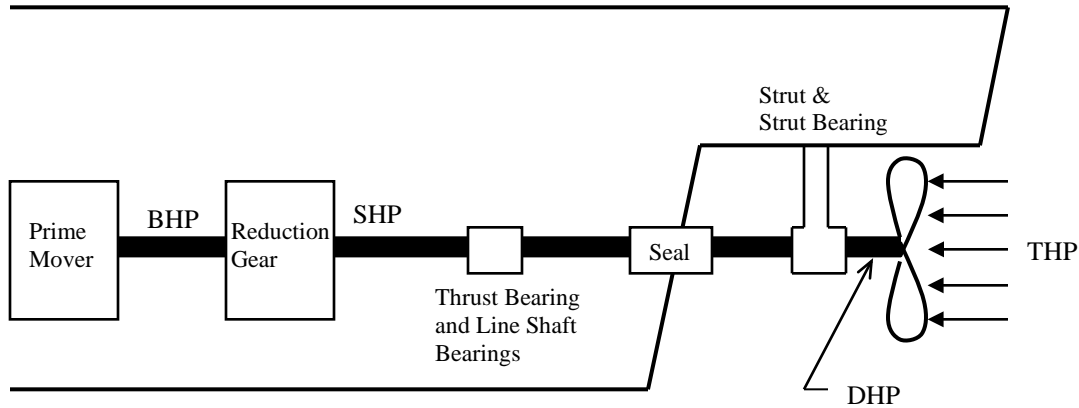 Strut &
Strut Bearing
Prime
Mover
BHP
Reduction
Gear
SHP
Seal
THP
Thrust Bearing
and Line Shaft
Bearings
DHP